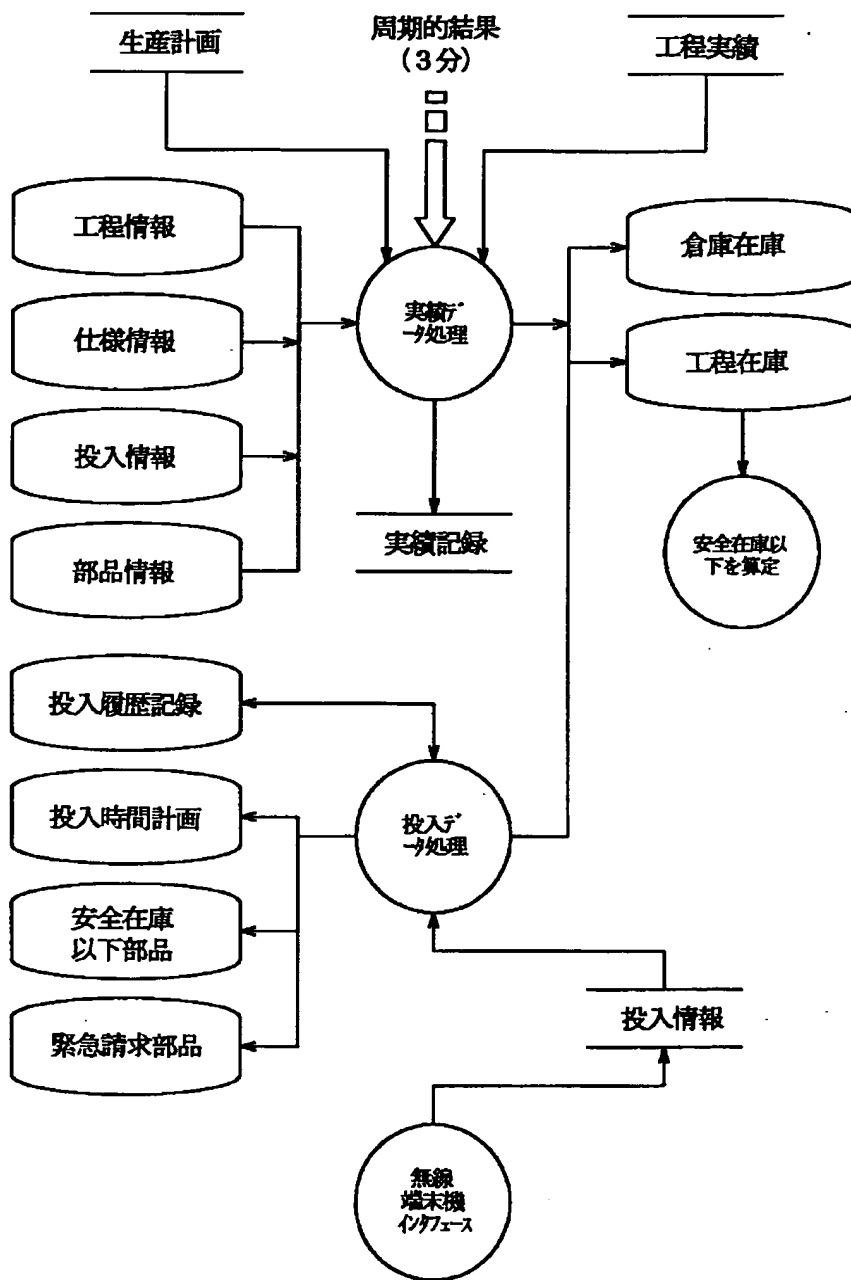 生産計画
周期的結果
(3分)
工程実績
工程情報
仕様情報
投入情報
部品情報
実績デ
ータ処理
倉庫在庫
工程在庫
実績記録
安全在庫以
下を算定
投入履歴記録
投入時間計画
安全在庫
以下部品
緊急請求部品
投入デ
ータ処理
投入情報
無線
端末機
インタフェース